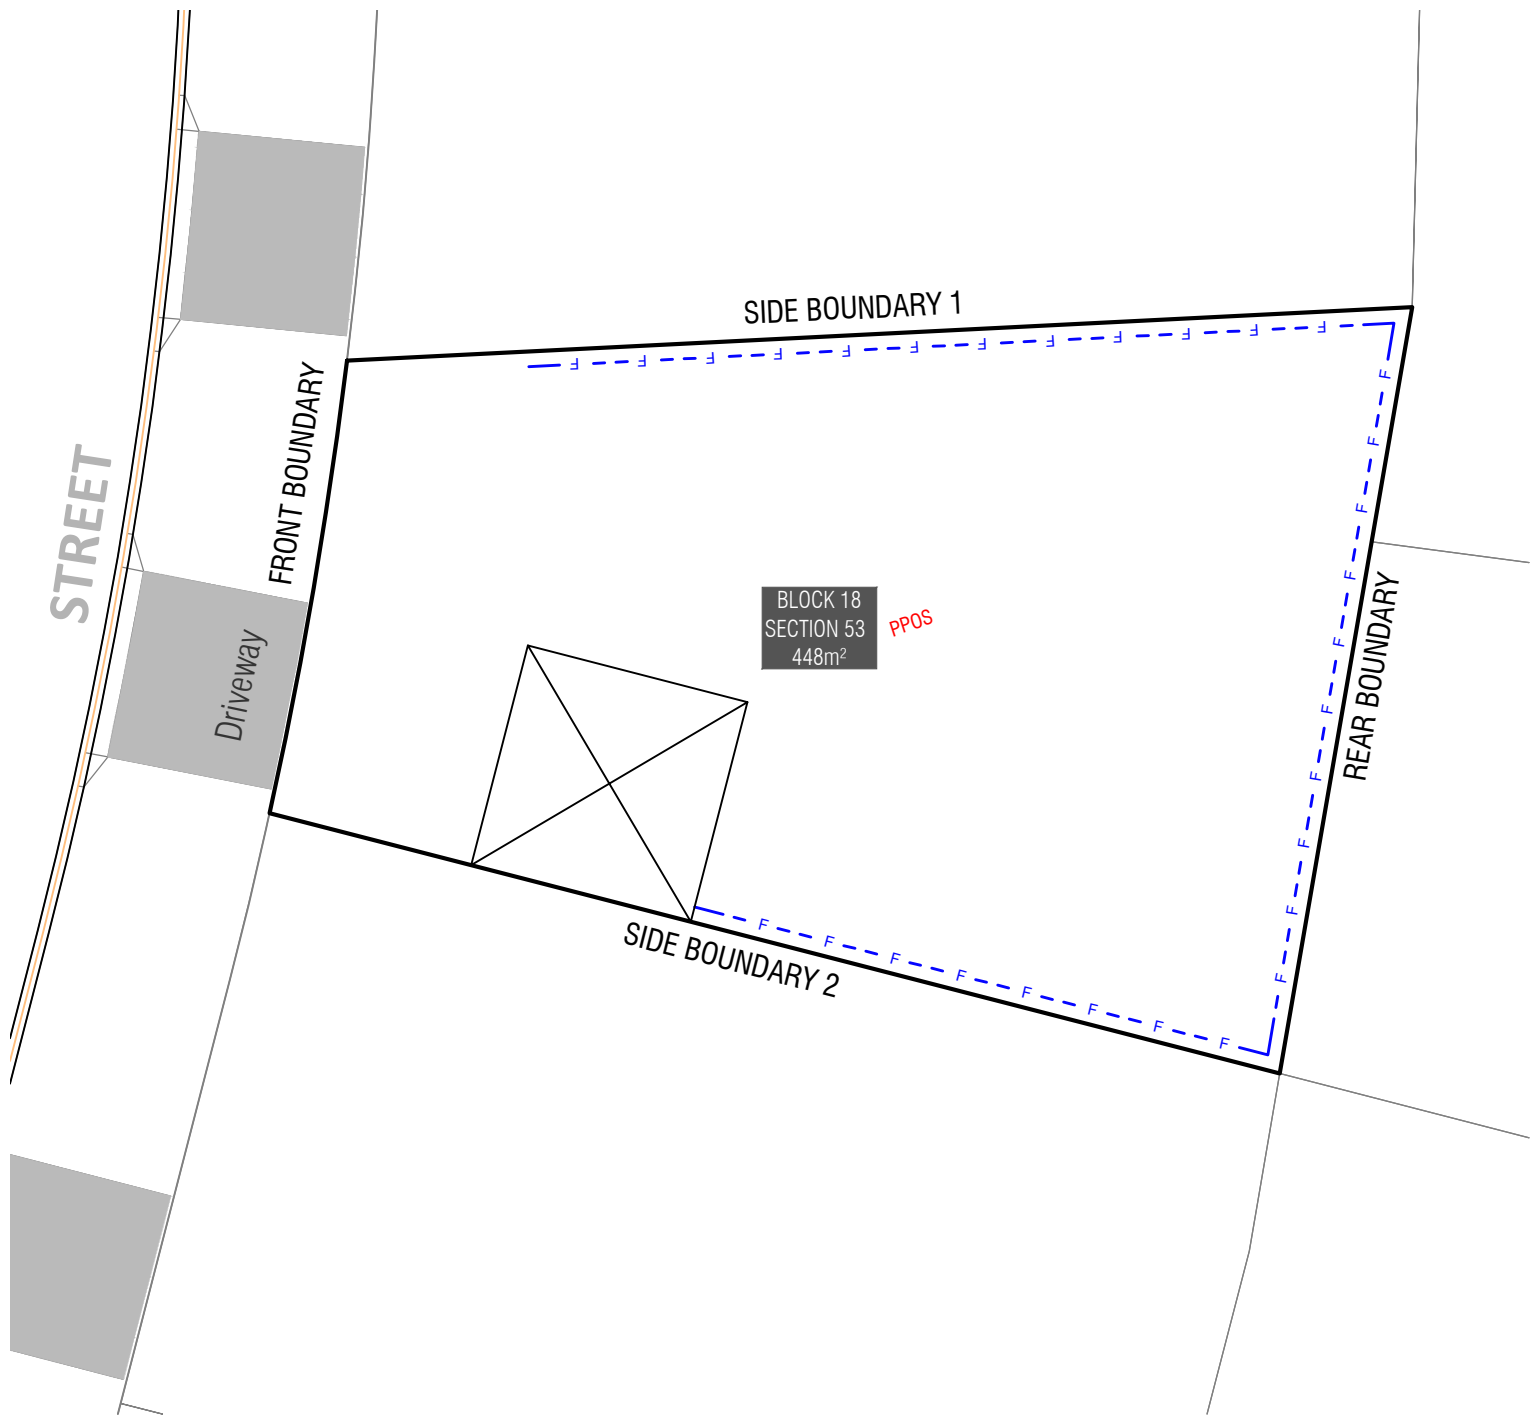 SIDE BOUNDARY 1
F F F F F F F F F F F F
FRONT BOUNDARY
STREET
Driveway
BLOCK 18
SECTION 53
448m²
PPOS
F
F
F
F
F
F
F
F
F
F
REAR BOUNDARY
SIDE BOUNDARY 2
F F F F F F F F